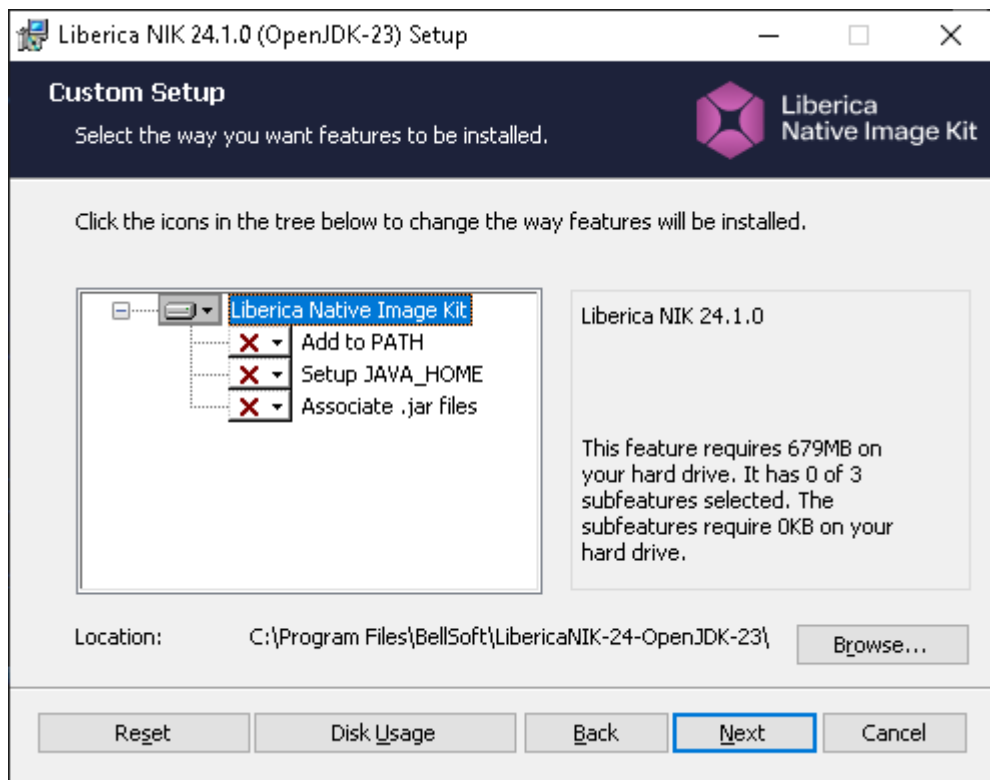 Liberica NIK 24.1.0 (OpenJDK-23) Setup
Custom Setup
Select the way you want features to be installed.
Liberica
Native Image Kit
Click the icons in the tree below to change the way features will be installed.
Liberica Native Image Kit
Add to PATH
Setup JAVA_HOME
Associate .jar files
Liberica NIK 24.1.0
This feature requires 679MB on
your hard drive. It has 0 of 3
subfeatures selected. The
subfeatures require 0KB on your
hard drive.
Location: C:\Program Files\BellSoft\LibericaNIK-24-OpenJDK-23\ Browse...
Reset Disk Usage Back Next Cancel